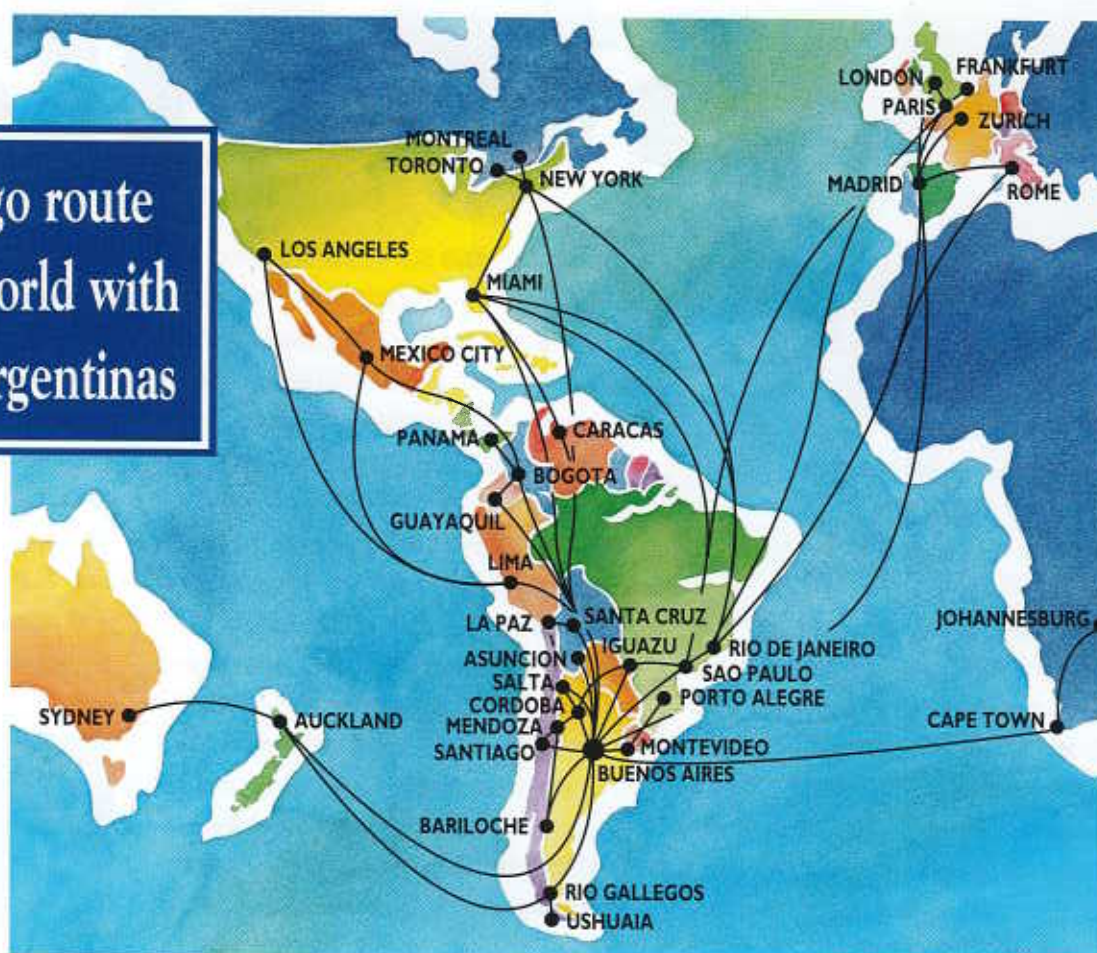 go route
orld with
rgentinas
LONDON
FRANKFURT
PARIS
ZURICH
MADRID
ROME
MONTREAL
TORONTO
NEW YORK
LOS ANGELES
MIAMI
MEXICO CITY
PANAMA
CARACAS
BOGOTA
GUAYAQUIL
LIMA
LA PAZ
SANTA CRUZ
IGUAZU
ASUNCION
SALTA
CORDOBA
MENDOZA
SANTIAGO
RIO DE JANEIRO
SAO PAULO
PORTO ALEGRE
MONTEVIDEO
BUENOS AIRES
JOHANNESBURG
CAPE TOWN
SYDNEY
AUCKLAND
BARILOCHE
RIO GALLEGOS
USHUAIA